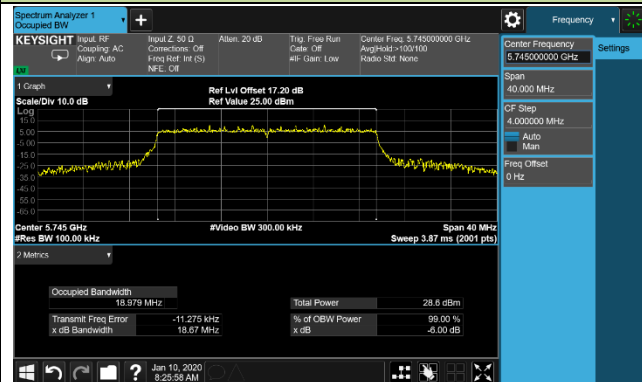 Spectrum Analyzer 1
Occupied BW
Frequency
KEYSIGHT
Input: RF
Coupling: AC
Align: Auto
Input Z: 50 Ω
Corrections: Off
Freq Ref: Int (S)
NFE: Off
Atten: 20 dB
Trig: Free Run
Gate: Off
#IF Gain: Low
Center Freq: 5.745000000 GHz
Avg|Hold:>100/100
Radio Std: None
LXI
Center Frequency
5.745000000 GHz
Settings
Span
40.000 MHz
CF Step
4.000000 MHz
Auto
Man
Freq Offset
0 Hz
1 Graph
Scale/Div 10.0 dB
Ref Lvl Offset 17.20 dB
Ref Value 25.00 dBm
Log
15.0
5.00
-5.00
-15.0
-25.0
-35.0
-45.0
-55.0
-65.0
Center 5.745 GHz
#Video BW 300.00 kHz
Span 40 MHz
#Res BW 100.00 kHz
Sweep 3.87 ms (2001 pts)
2 Metrics
Occupied Bandwidth
18.979 MHz
Total Power 28.6 dBm
Transmit Freq Error -11.275 kHz
% of OBW Power 99.00 %
x dB Bandwidth 18.67 MHz
x dB -6.00 dB
Jan 10, 2020
8:25:58 AM